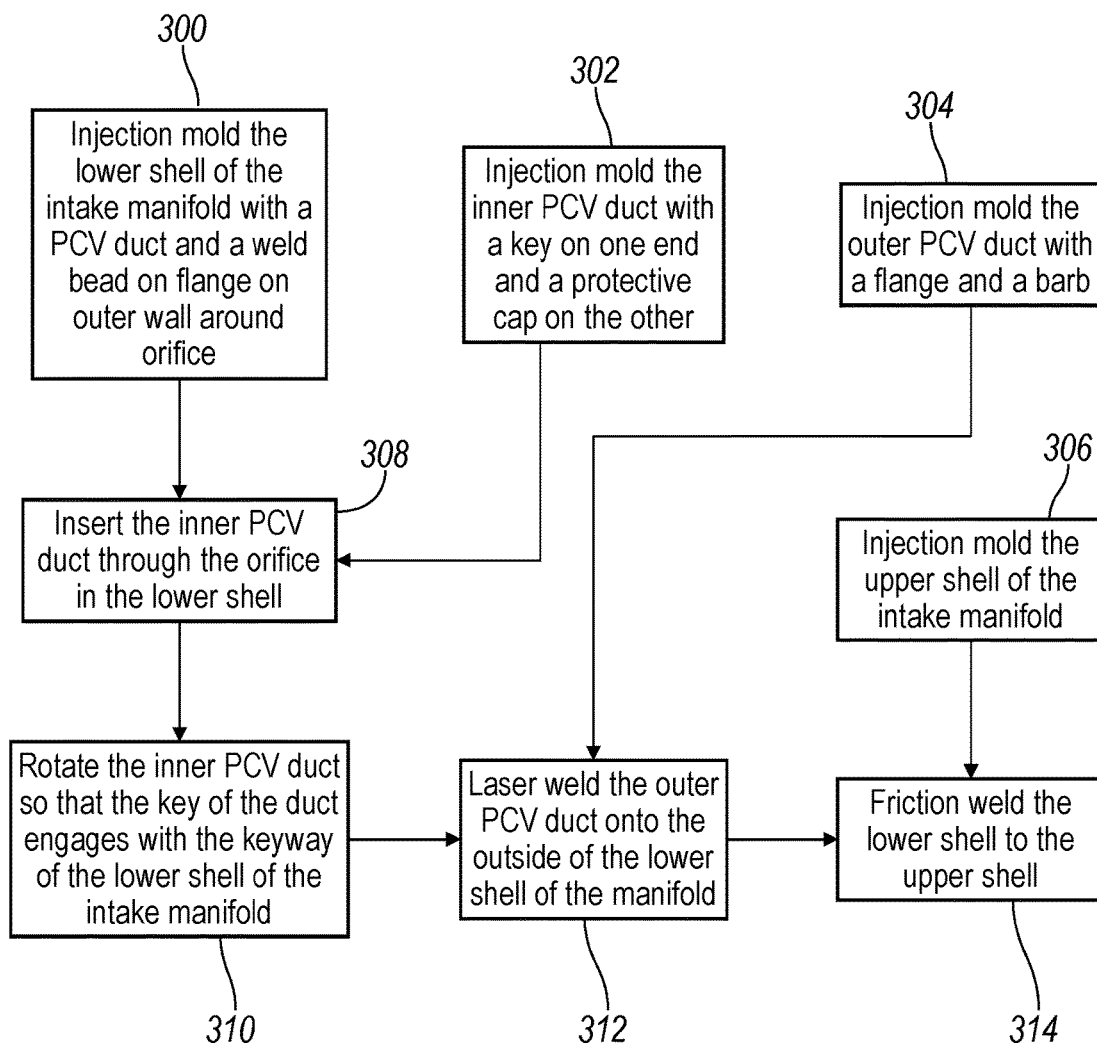 300
Injection mold the
lower shell of the
intake manifold with a
PCV duct and a weld
bead on flange on
outer wall around
orifice
302
Injection mold the
inner PCV duct with
a key on one end
and a protective
cap on the other
304
Injection mold the
outer PCV duct with
a flange and a barb
306
Injection mold the
upper shell of the
intake manifold
308
Insert the inner PCV
duct through the orifice
in the lower shell
Rotate the inner PCV duct
so that the key of the duct
engages with the keyway
of the lower shell of the
intake manifold
310
Laser weld the outer
PCV duct onto the
outside of the lower
shell of the manifold
312
Friction weld the
lower shell to the
upper shell
314